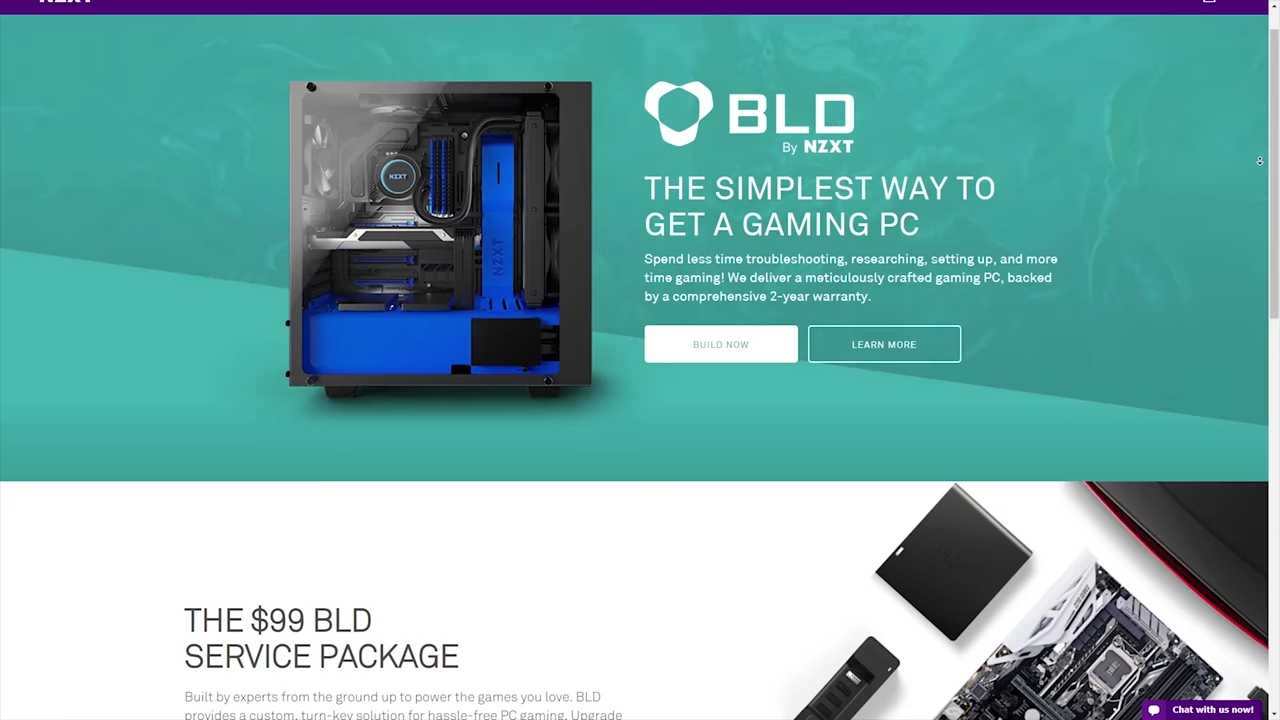 NZXT
BLD
By NZXT
THE SIMPLEST WAY TO
GET A GAMING PC
Spend less time troubleshooting, researching, setting up, and more
time gaming! We deliver a meticulously crafted gaming PC, backed
by a comprehensive 2-year warranty.
BUILD NOW
LEARN MORE
NZXT
NZXT
THE $99 BLD
SERVICE PACKAGE
Built by experts from the ground up to power the games you love. BLD
provides a custom, turn-key solution for hassle-free PC gaming. Upgrade
Chat with us now!